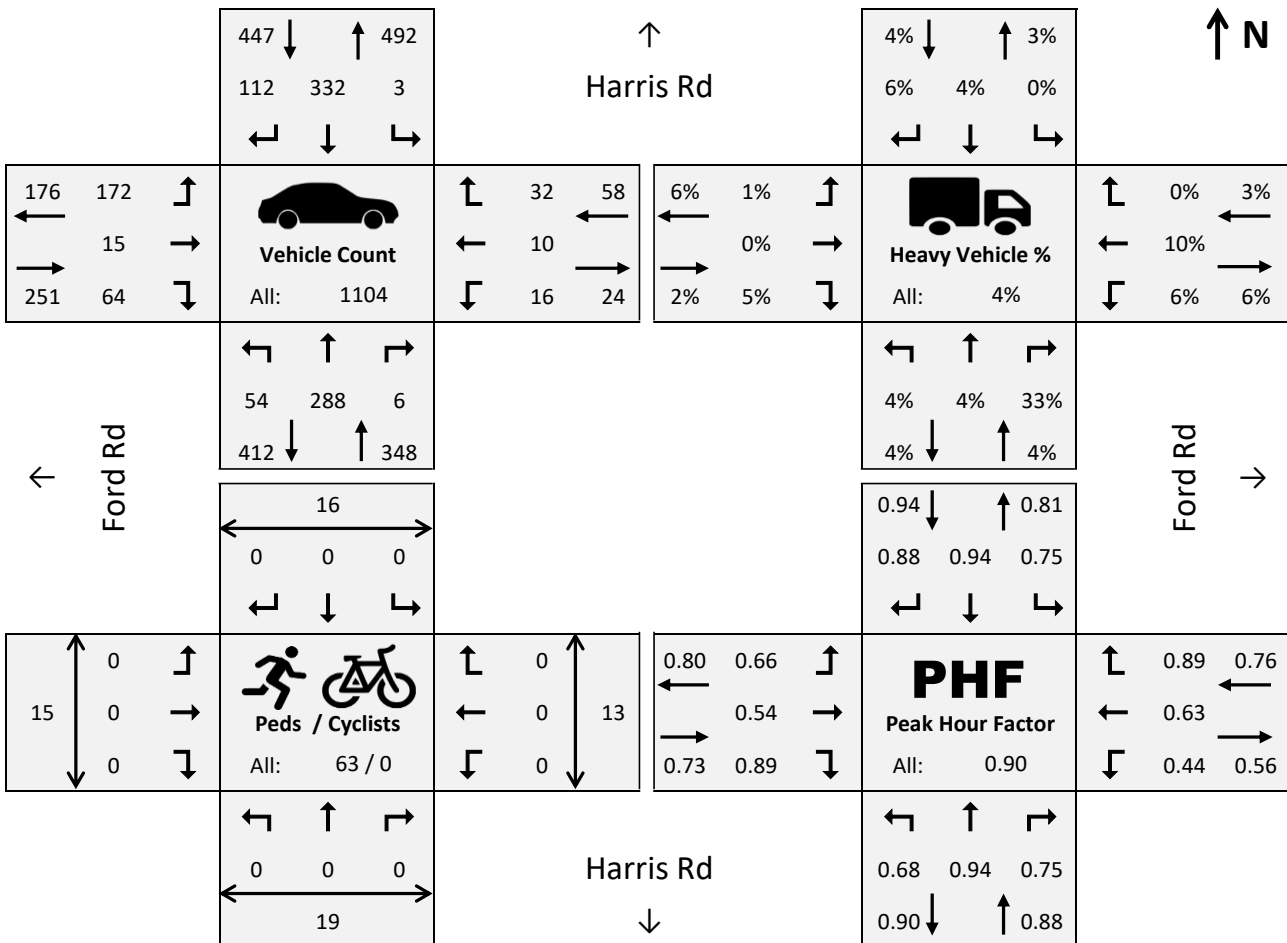 447 492 4% 3% N
Harris Rd
112 332 3 6% 4% 0%
176 172 32 58 6% 1% 0% 3%
15 Vehicle Count 10 0% Heavy Vehicle % 10%
251 64 All: 1104 16 24 2% 5% All: 4% 6% 6%
54 288 6 4% 4% 33%
412 348 4% 4%
Ford Rd Ford Rd
16 0.94 0.81
0 0 0 0.88 0.94 0.75
0 0 0.80 0.66 PHF 0.89 0.76
15 0 Peds / Cyclists 0 13 0.54 Peak Hour Factor 0.63
0 All: 63 / 0 0 0.73 0.89 All: 0.90 0.44 0.56
0 0 0 Harris Rd 0.68 0.94 0.75
19 0.90 0.88